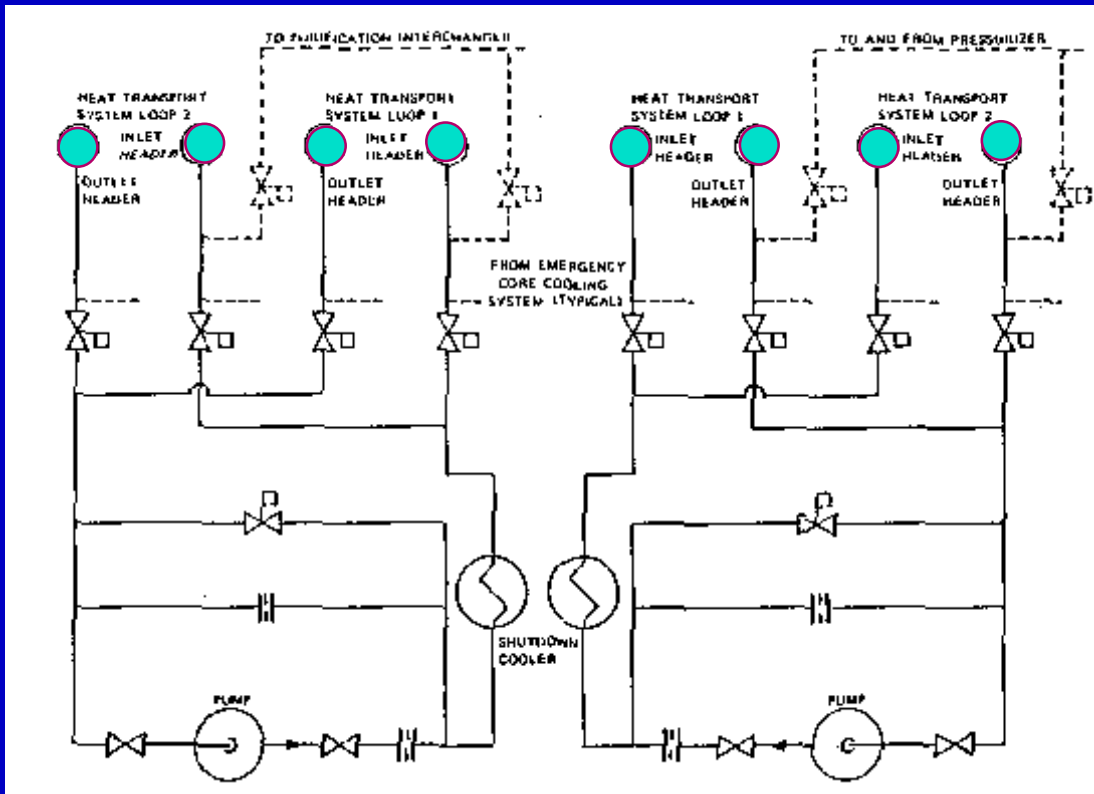 TO PURIFICATION INTERCHANGER
TO AND FROM PRESSURIZER
HEAT TRANSPORT
SYSTEM LOOP 2
INLET
HEADER
OUTLET
HEADER
HEAT TRANSPORT
SYSTEM LOOP
INLET
HEADER
OUTLET
HEADER
HEAT TRANSPORT
SYSTEM LOOP
INLET
HEADER
OUTLET
HEADER
HEAT TRANSPORT
SYSTEM LOOP 2
INLET
HEADER
OUTLET
HEADER
FROM EMERGENCY
CORE COOLING
SYSTEM (TYPICAL)
SHUTDOWN
COOLER
PUMP
PUMP